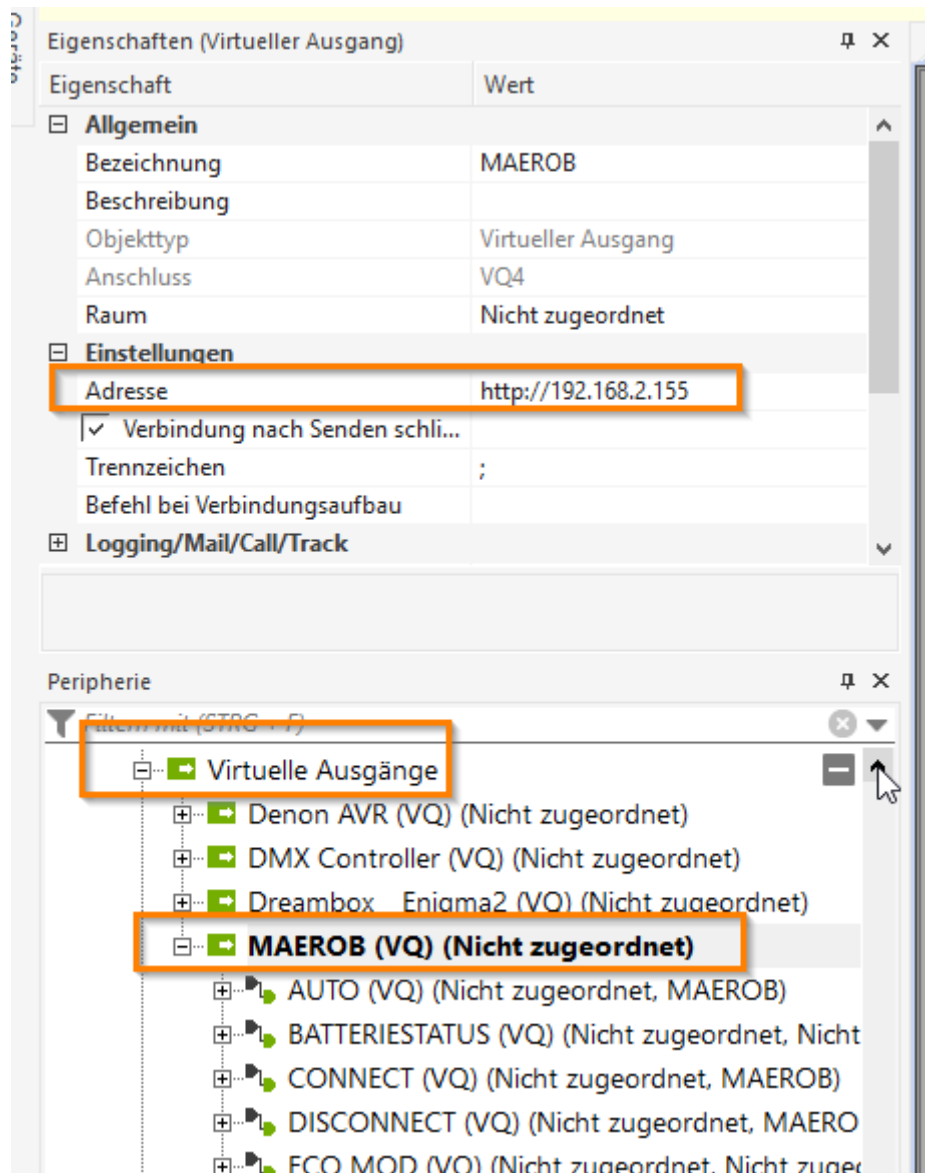 Geräte
Eigenschaften (Virtueller Ausgang)
Eigenschaft Wert
Allgemein
Bezeichnung MAEROB
Beschreibung
Objekttyp Virtueller Ausgang
Anschluss VQ4
Raum Nicht zugeordnet
Einstellungen
Adresse http://192.168.2.155
Verbindung nach Senden schli...
Trennzeichen ;
Befehl bei Verbindungsaufbau
Logging/Mail/Call/Track
Peripherie
Filtern mit (STRG + F)
Virtuelle Ausgänge
Denon AVR (VQ) (Nicht zugeordnet)
DMX Controller (VQ) (Nicht zugeordnet)
Dreambox Enigma2 (VQ) (Nicht zugeordnet)
MAEROB (VQ) (Nicht zugeordnet)
AUTO (VQ) (Nicht zugeordnet, MAEROB)
BATTERIESTATUS (VQ) (Nicht zugeordnet, Nicht
CONNECT (VQ) (Nicht zugeordnet, MAEROB)
DISCONNECT (VQ) (Nicht zugeordnet, MAERO
ECO MOD (VQ) (Nicht zugeordnet, Nicht zugeo